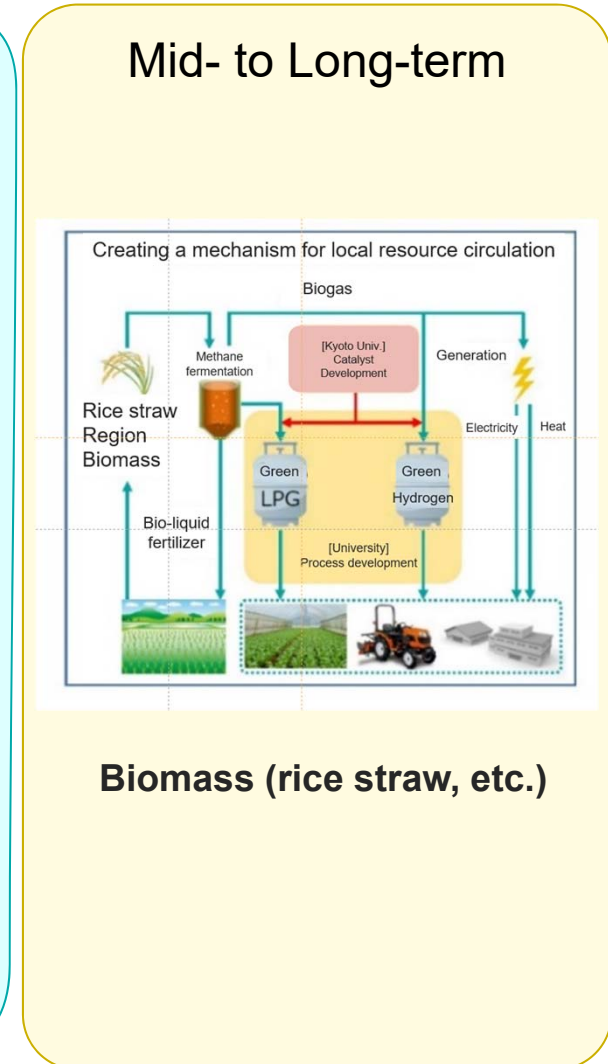 Mid- to Long-term
Creating a mechanism for local resource circulation
Biogas
[Kyoto Univ.]
Catalyst
Development
Methane
fermentation
Generation
Rice straw
Region
Biomass
Electricity
Heat
Green
LPG
Green
Hydrogen
Bio-liquid
fertilizer
[University]
Process development
Biomass (rice straw, etc.)